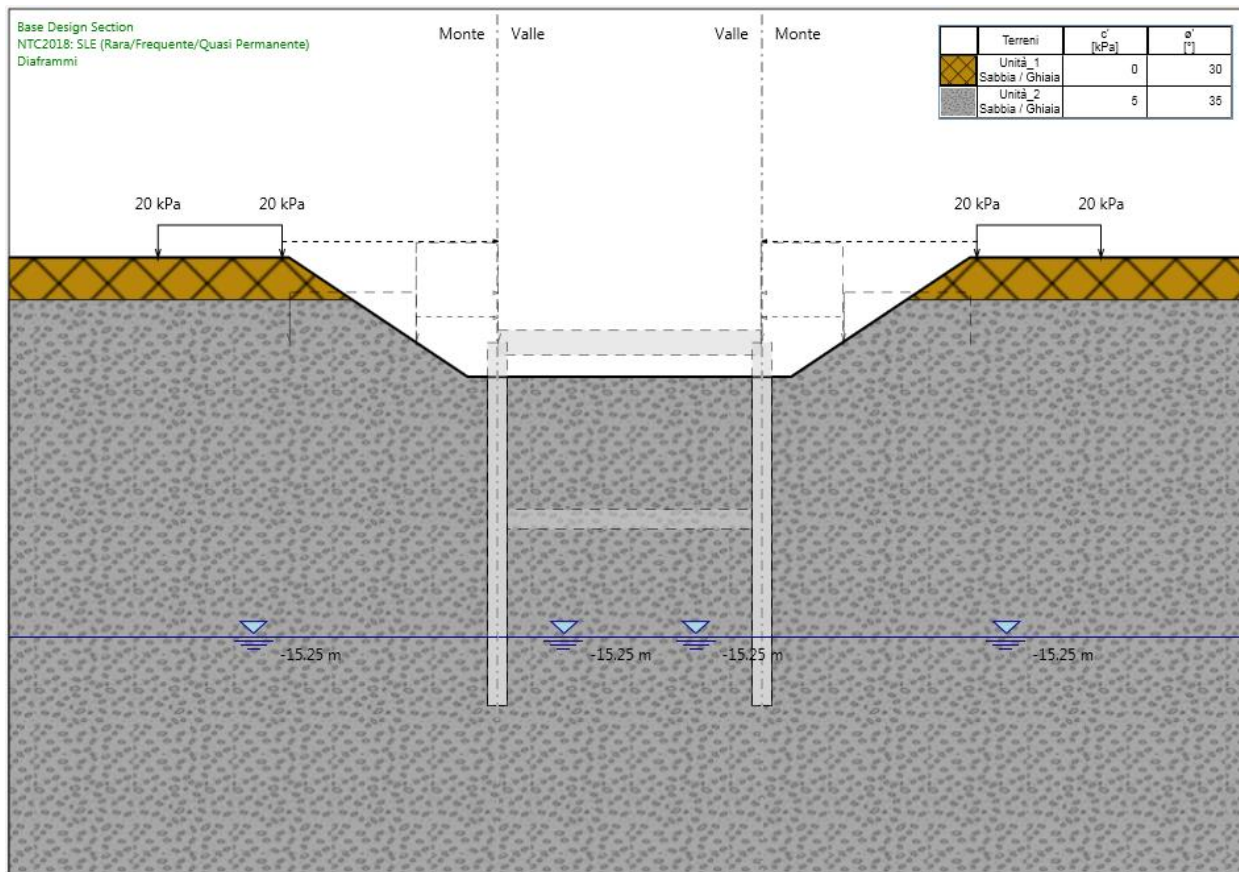 Base Design Section
NTC2018: SLE (Rara/Frequente/Quasi Permanente)
Diaframmi
Monte Valle
Valle Monte
Terreni c' [kPa] ø' [°]
Unità_1
Sabbia / Ghiaia 0 30
Unità_2
Sabbia / Ghiaia 5 35
20 kPa 20 kPa
20 kPa 20 kPa
-15.25 m -15.25 m -15.25 m -15.25 m